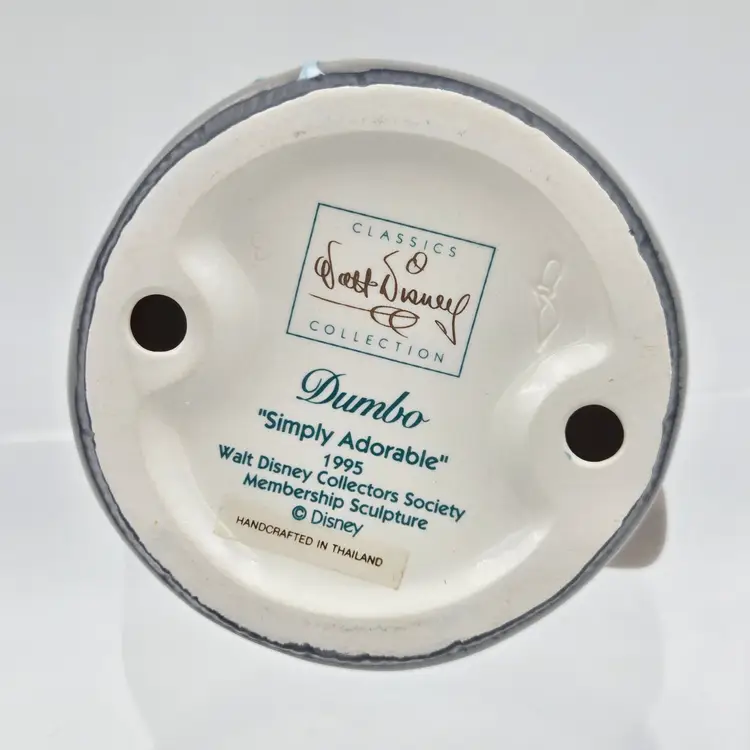 CLASSICS
Walt Disney
COLLECTION
Dumbo
"Simply Adorable"
1995
Walt Disney Collectors Society
Membership Sculpture
© Disney
HANDCRAFTED IN THAILAND